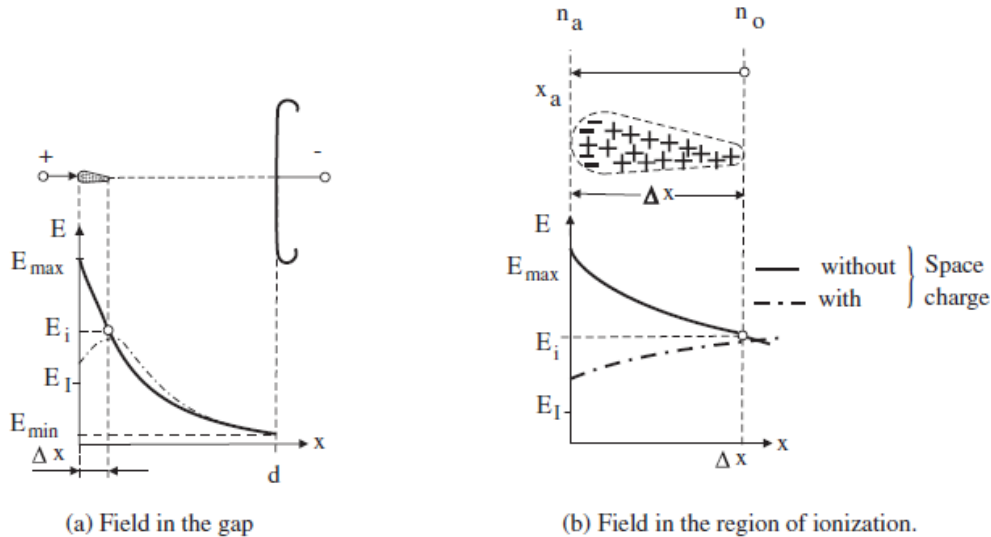 +
-
E
E max
E i
E I
E min
Δ x
d
x
(a) Field in the gap
n a
n o
x a
- + + + + + + + + + + + + + + + + -
Δ x
E
E max
E i
E I
without
with
Space
charge
Δ x
x
(b) Field in the region of ionization.